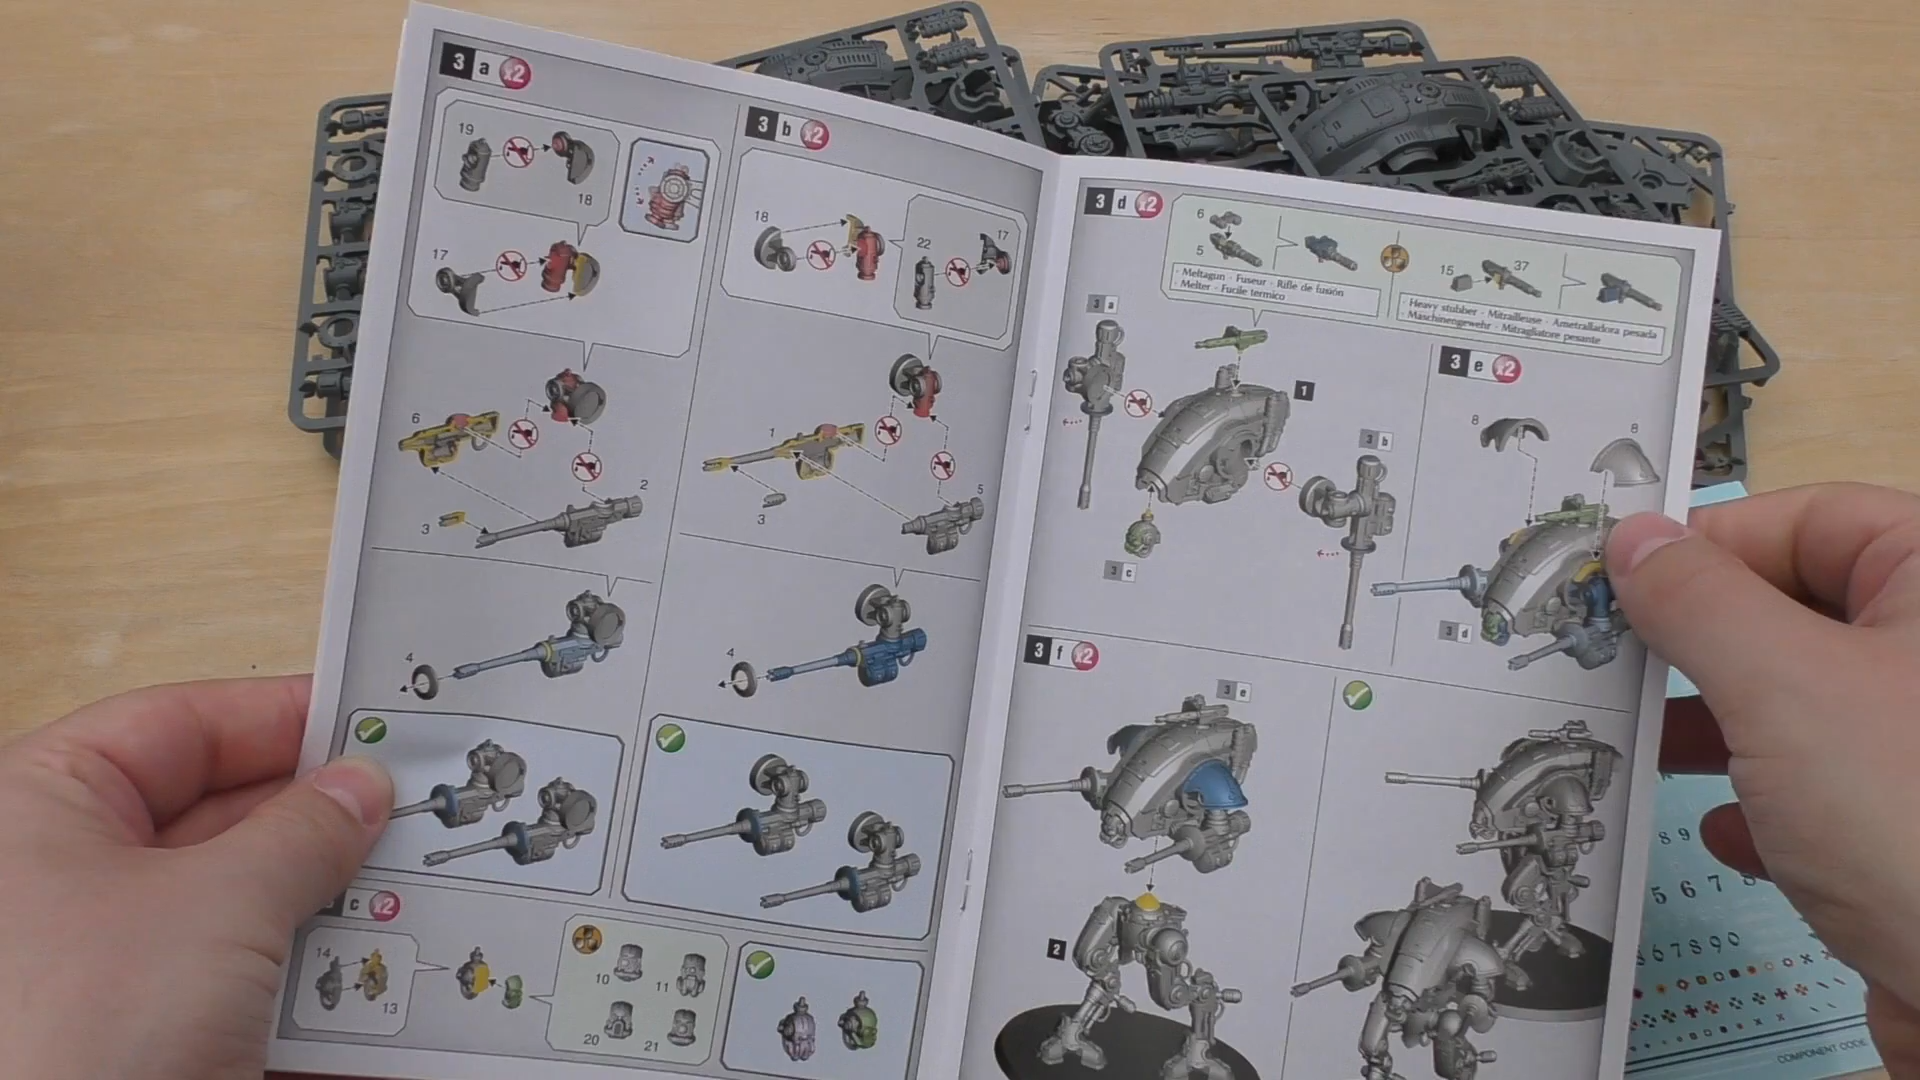 3 a x2
19
18
17
6
2
3
4
3 b x2
18
22
17
1
3
5
4
c x2
14
13
10
11
20
21
3 d x2
6
5
· Meltagun · Fuseur · Rifle de fusión
· Melter · Fucile termico
15
37
· Heavy stubber · Mitrailleuse · Ametralladora pesada
· Maschinengewehr · Mitragliatore pesante
3 a
1
3 b
3 c
3 e x2
8
8
3 d
3 f x2
3 e
2
8 9
5 6 7 8
6 7 8 9 0
COMPONENT CODE